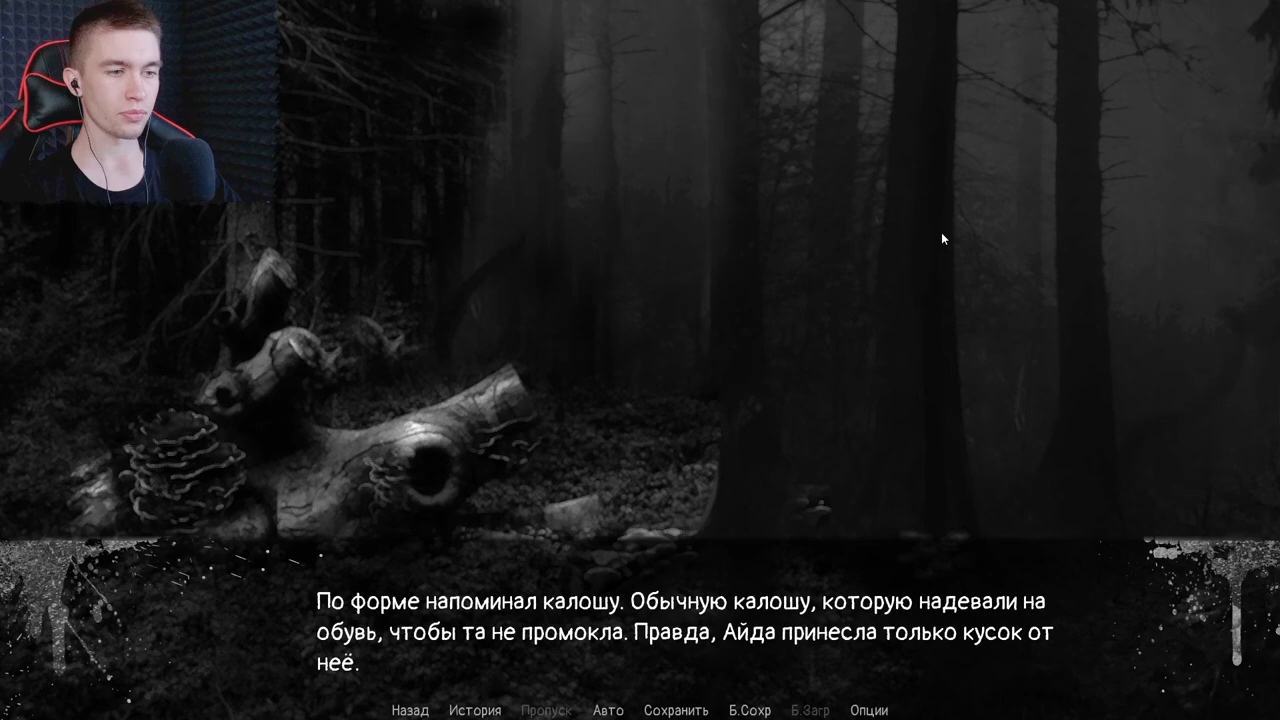 По форме напоминал калошу. Обычную калошу, которую надевали на
обувь, чтобы та не промокла. Правда, Айда принесла только кусок от
неё.
Назад История Пропуск Авто Сохранить Б.Сохр Б.Загр Опции